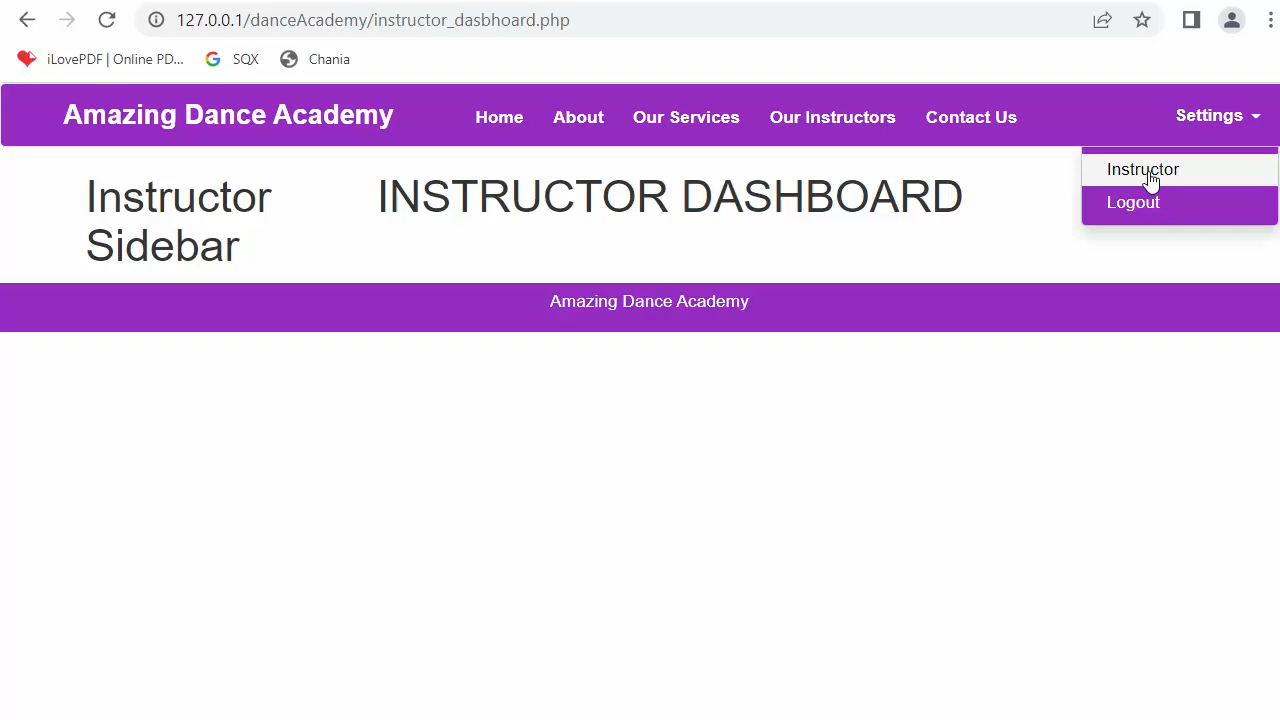 127.0.0.1/danceAcademy/instructor_dasbhoard.php
iLovePDF | Online PD... SQX Chania
Amazing Dance Academy Home About Our Services Our Instructors Contact Us Settings
Instructor
Logout
Instructor
Sidebar
INSTRUCTOR DASHBOARD
Amazing Dance Academy